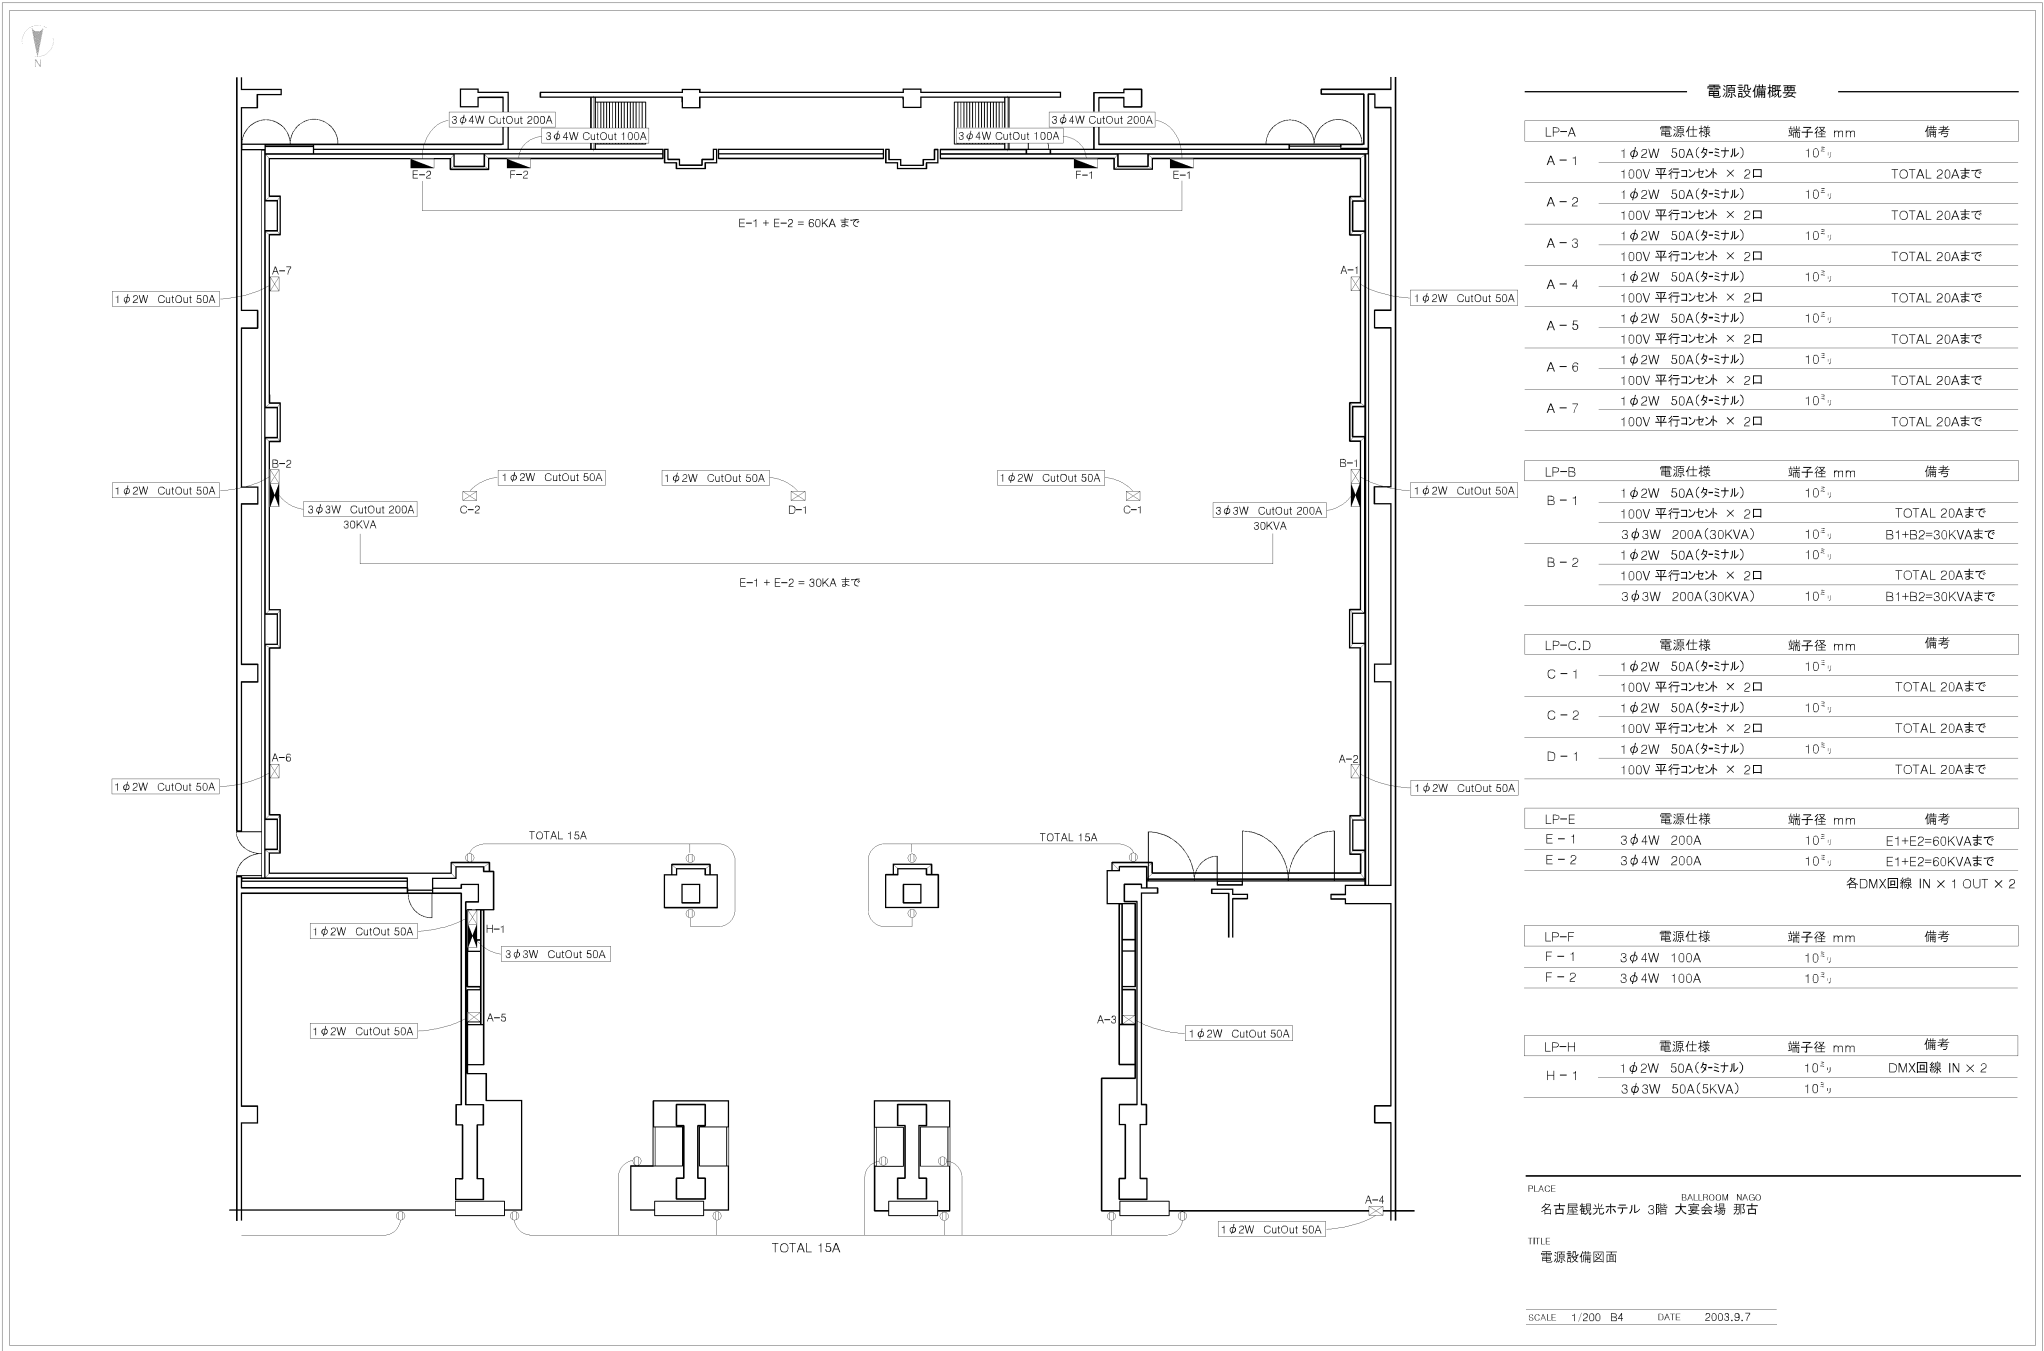 N
3φ4W CutOut 200A
3φ4W CutOut 100A
3φ4W CutOut 100A
3φ4W CutOut 200A
E-2
F-2
F-1
E-1
E-1 + E-2 = 60KA まで
A-7
1φ2W CutOut 50A
A-1
1φ2W CutOut 50A
B-2
1φ2W CutOut 50A
3φ3W CutOut 200A
30KVA
1φ2W CutOut 50A
C-2
1φ2W CutOut 50A
D-1
1φ2W CutOut 50A
C-1
B-1
1φ2W CutOut 50A
3φ3W CutOut 200A
30KVA
E-1 + E-2 = 30KA まで
A-6
1φ2W CutOut 50A
A-2
1φ2W CutOut 50A
TOTAL 15A
TOTAL 15A
1φ2W CutOut 50A
H-1
3φ3W CutOut 50A
1φ2W CutOut 50A
A-5
A-3
1φ2W CutOut 50A
A-4
1φ2W CutOut 50A
TOTAL 15A
電源設備概要
LP-A 電源仕様 端子径 mm 備考
A - 1 1φ2W 50A(ターミナル) 10ミリ
100V 平行コンセント × 2口 TOTAL 20Aまで
A - 2 1φ2W 50A(ターミナル) 10ミリ
100V 平行コンセント × 2口 TOTAL 20Aまで
A - 3 1φ2W 50A(ターミナル) 10ミリ
100V 平行コンセント × 2口 TOTAL 20Aまで
A - 4 1φ2W 50A(ターミナル) 10ミリ
100V 平行コンセント × 2口 TOTAL 20Aまで
A - 5 1φ2W 50A(ターミナル) 10ミリ
100V 平行コンセント × 2口 TOTAL 20Aまで
A - 6 1φ2W 50A(ターミナル) 10ミリ
100V 平行コンセント × 2口 TOTAL 20Aまで
A - 7 1φ2W 50A(ターミナル) 10ミリ
100V 平行コンセント × 2口 TOTAL 20Aまで
LP-B 電源仕様 端子径 mm 備考
B - 1 1φ2W 50A(ターミナル) 10ミリ
100V 平行コンセント × 2口 TOTAL 20Aまで
3φ3W 200A(30KVA) 10ミリ B1+B2=30KVAまで
B - 2 1φ2W 50A(ターミナル) 10ミリ
100V 平行コンセント × 2口 TOTAL 20Aまで
3φ3W 200A(30KVA) 10ミリ B1+B2=30KVAまで
LP-C.D 電源仕様 端子径 mm 備考
C - 1 1φ2W 50A(ターミナル) 10ミリ
100V 平行コンセント × 2口 TOTAL 20Aまで
C - 2 1φ2W 50A(ターミナル) 10ミリ
100V 平行コンセント × 2口 TOTAL 20Aまで
D - 1 1φ2W 50A(ターミナル) 10ミリ
100V 平行コンセント × 2口 TOTAL 20Aまで
LP-E 電源仕様 端子径 mm 備考
E - 1 3φ4W 200A 10ミリ E1+E2=60KVAまで
E - 2 3φ4W 200A 10ミリ E1+E2=60KVAまで
各DMX回線 IN × 1 OUT × 2
LP-F 電源仕様 端子径 mm 備考
F - 1 3φ4W 100A 10ミリ
F - 2 3φ4W 100A 10ミリ
LP-H 電源仕様 端子径 mm 備考
H - 1 1φ2W 50A(ターミナル) 10ミリ DMX回線 IN × 2
3φ3W 50A(5KVA) 10ミリ
PLACE
BALLROOM NAGO
名古屋観光ホテル 3階 大宴会場 那古
TITLE
電源設備図面
SCALE 1/200 B4 DATE 2003.9.7